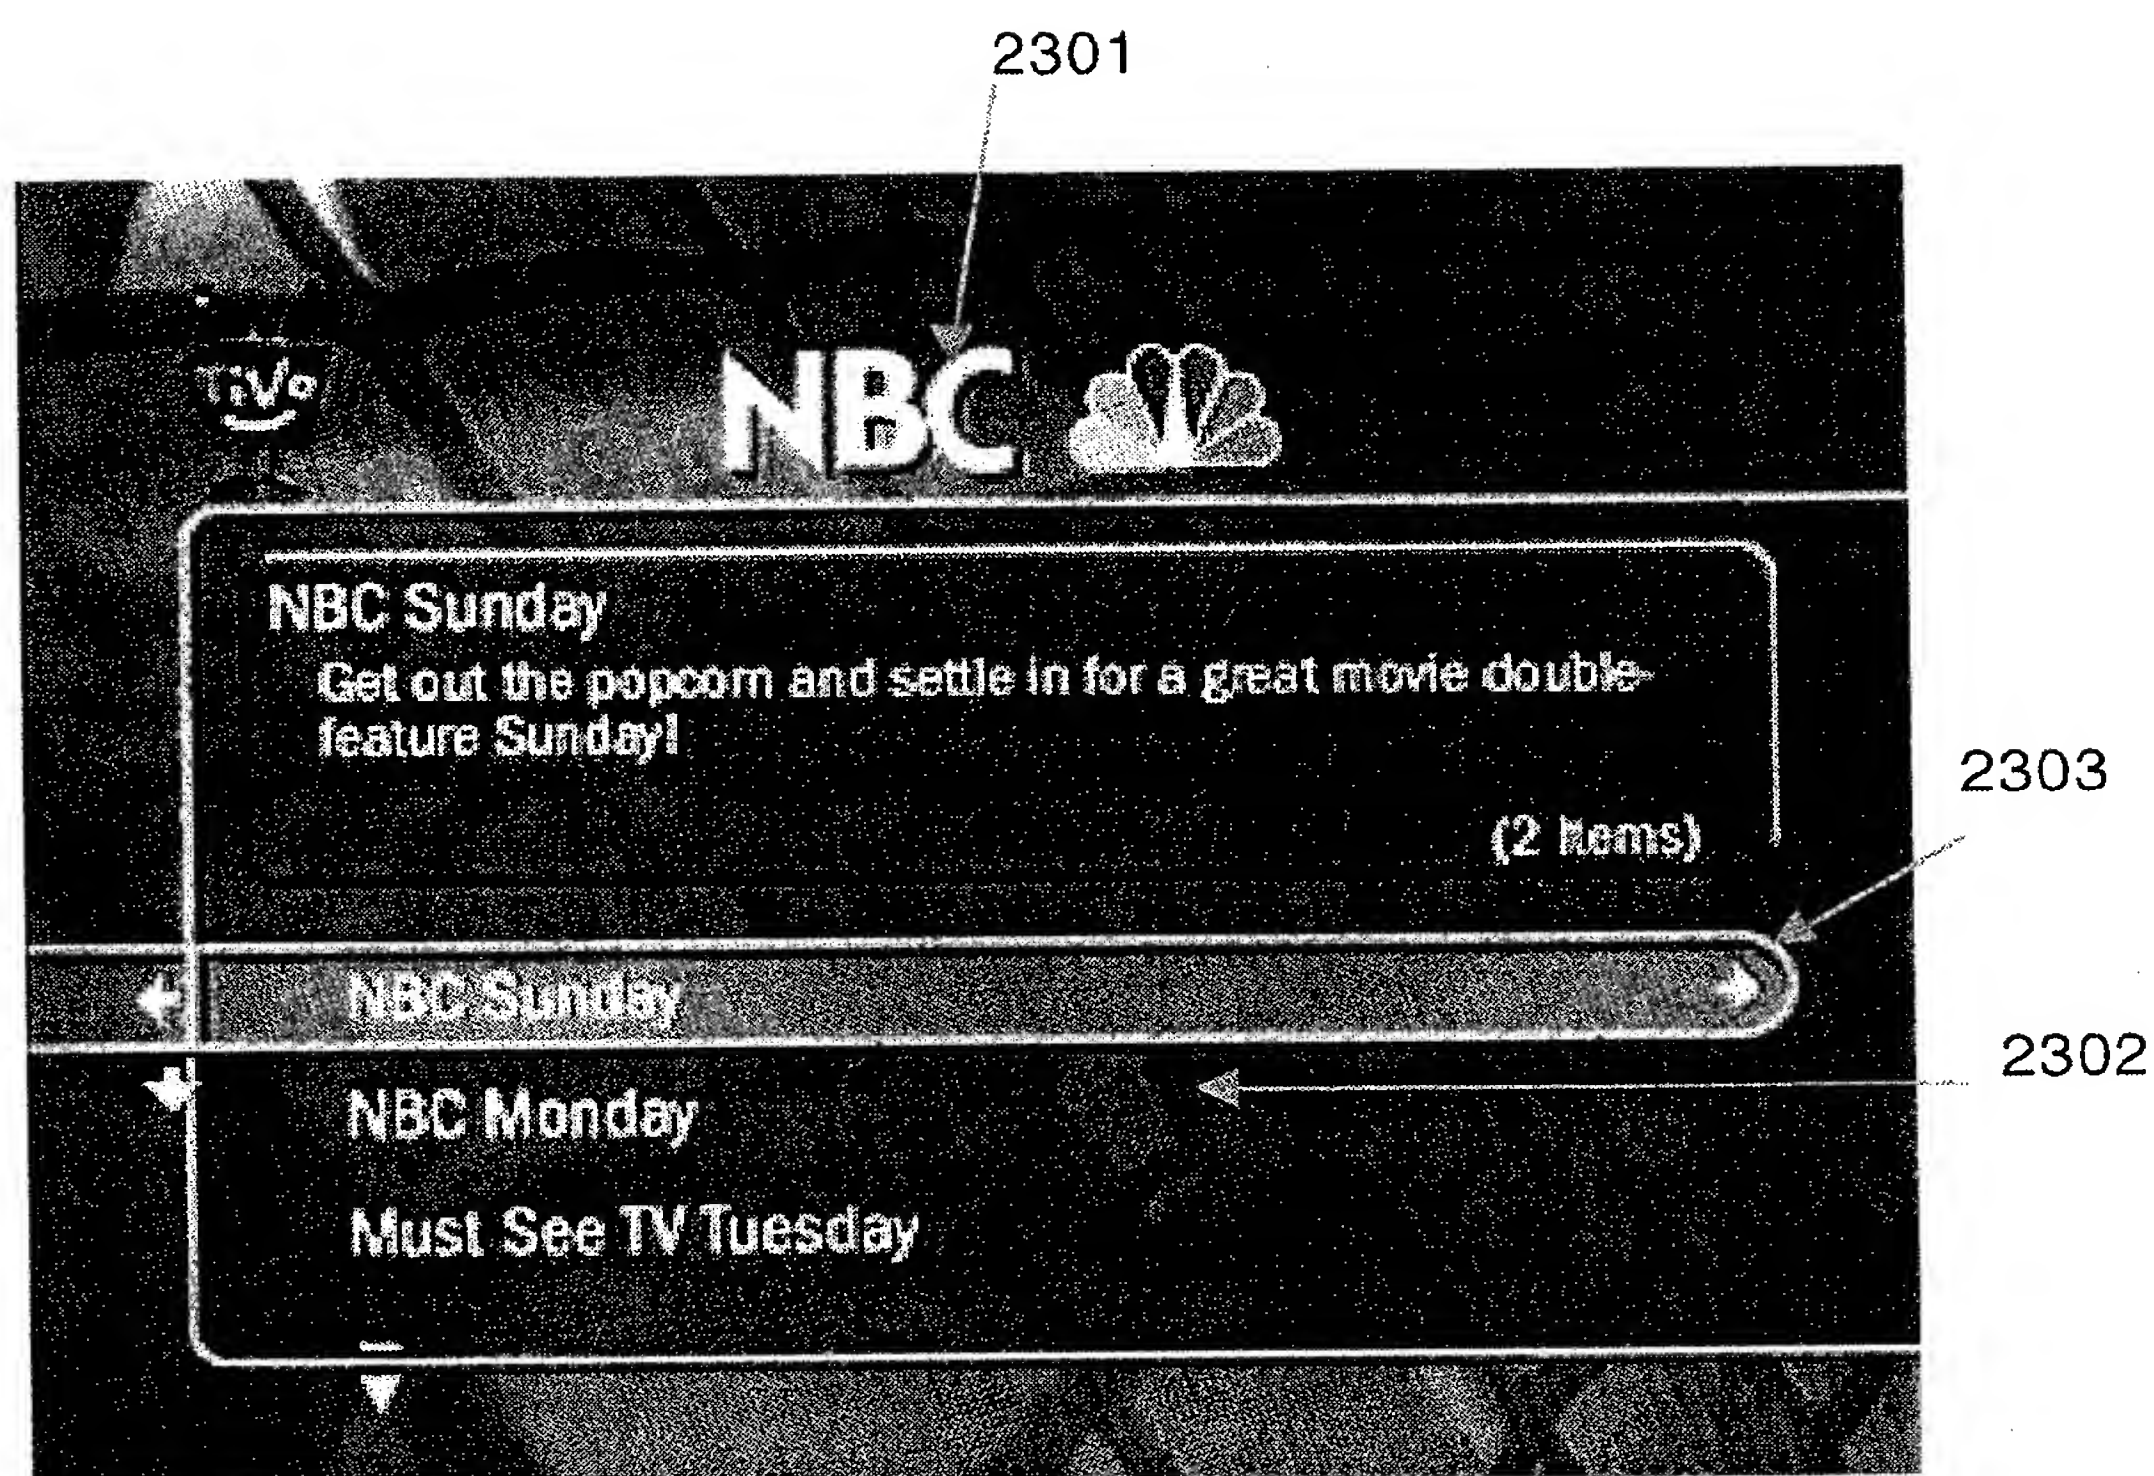 2301
TiVo
NBC
NBC Sunday
Get out the popcorn and settle in for a great movie double-
feature Sunday!
2303
(2 items)
NBC Sunday
2302
NBC Monday
Must See TV Tuesday